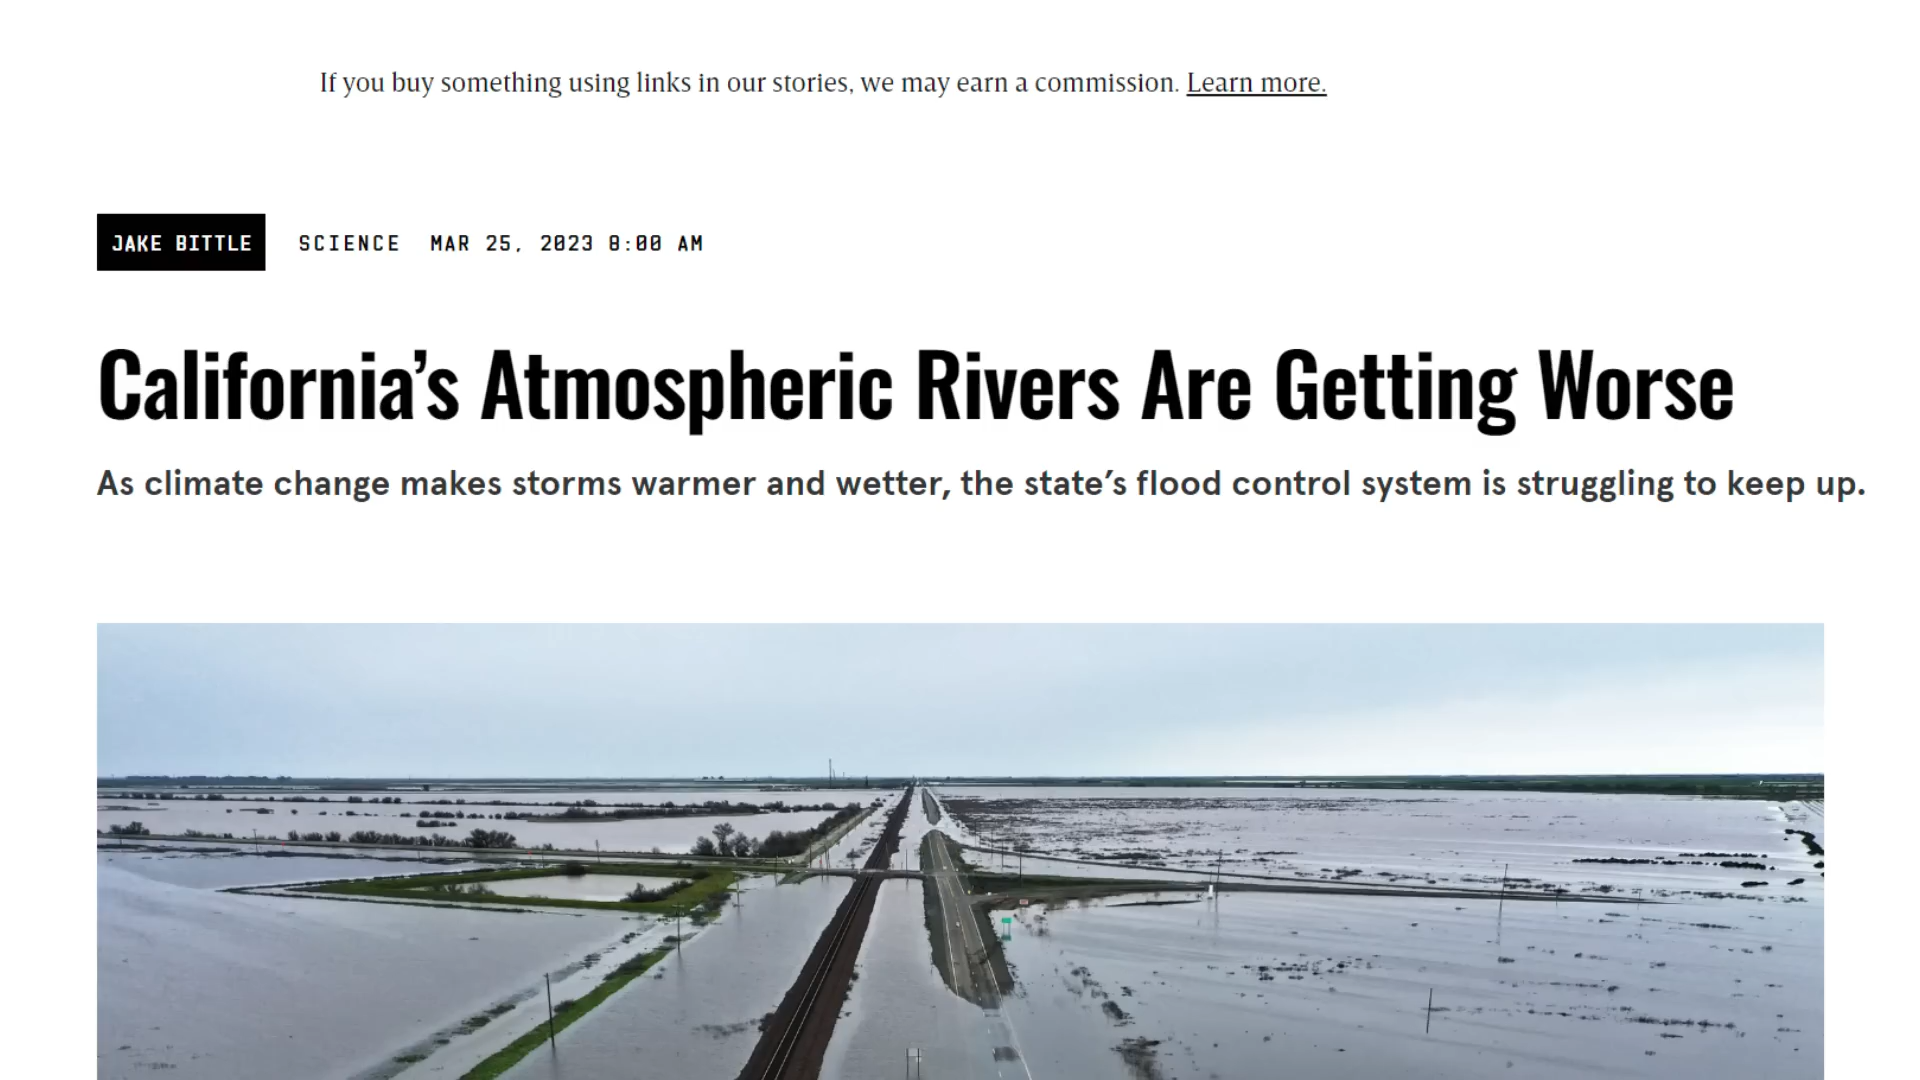 If you buy something using links in our stories, we may earn a commission. Learn more.
JAKE BITTLE SCIENCE MAR 25, 2023 8:00 AM
California’s Atmospheric Rivers Are Getting Worse
As climate change makes storms warmer and wetter, the state’s flood control system is struggling to keep up.